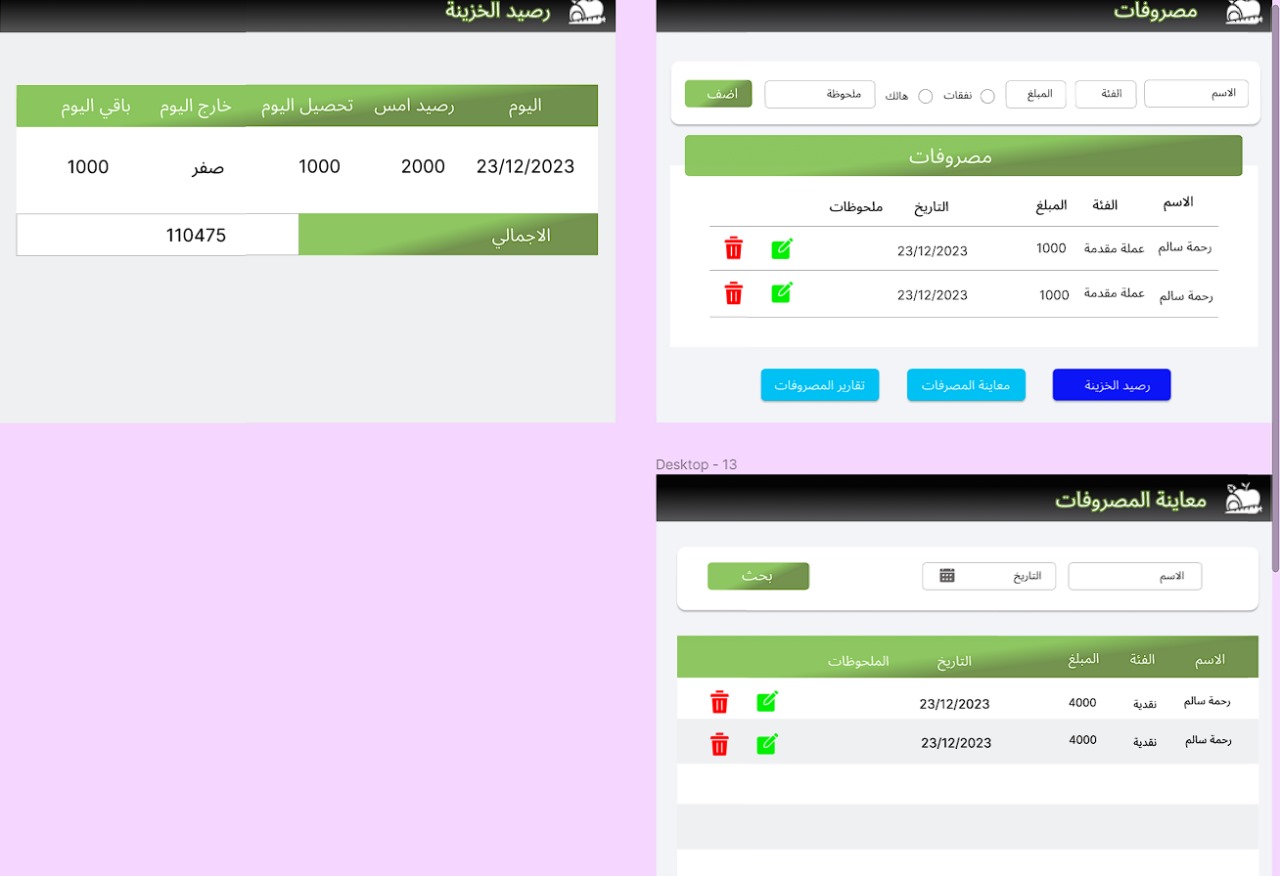 مصروفات
الاسم الفئة المبلغ نفقات هالك ملحوظة اضف
مصروفات
الاسم الفئة المبلغ التاريخ ملحوظات
رحمة سالم عملة مقدمة 1000 23/12/2023
رحمة سالم عملة مقدمة 1000 23/12/2023
رصيد الخزينة معاينة المصرفات تقارير المصروفات
رصيد الخزينة
اليوم رصيد امس تحصيل اليوم خارج اليوم باقي اليوم
23/12/2023 2000 1000 صفر 1000
الاجمالي 110475
Desktop - 13
معاينة المصروفات
الاسم التاريخ بحث
الاسم الفئة المبلغ التاريخ الملحوظات
رحمة سالم نقدية 4000 23/12/2023
رحمة سالم نقدية 4000 23/12/2023